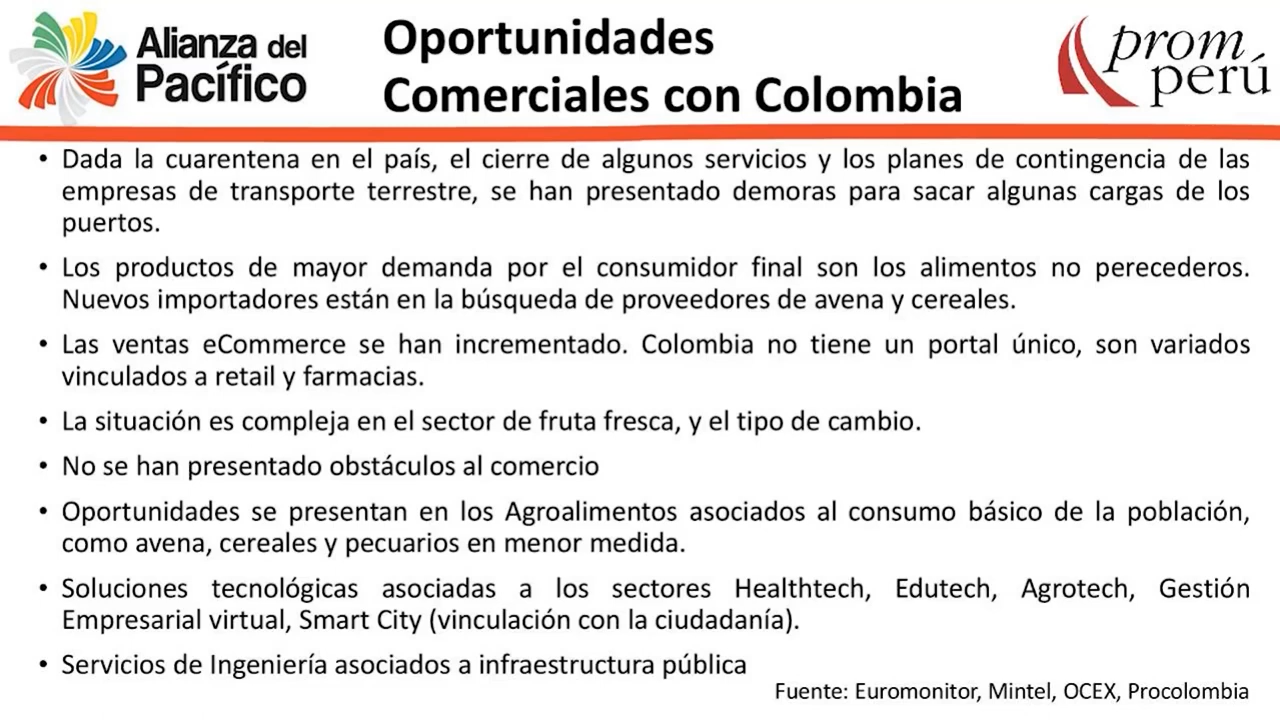 Alianza del
Pacífico
Oportunidades
Comerciales con Colombia
prom
perú
• Dada la cuarentena en el país, el cierre de algunos servicios y los planes de contingencia de las
empresas de transporte terrestre, se han presentado demoras para sacar algunas cargas de los
puertos.
• Los productos de mayor demanda por el consumidor final son los alimentos no perecederos.
Nuevos importadores están en la búsqueda de proveedores de avena y cereales.
• Las ventas eCommerce se han incrementado. Colombia no tiene un portal único, son variados
vinculados a retail y farmacias.
• La situación es compleja en el sector de fruta fresca, y el tipo de cambio.
• No se han presentado obstáculos al comercio
• Oportunidades se presentan en los Agroalimentos asociados al consumo básico de la población,
como avena, cereales y pecuarios en menor medida.
• Soluciones tecnológicas asociadas a los sectores Healthtech, Edutech, Agrotech, Gestión
Empresarial virtual, Smart City (vinculación con la ciudadanía).
• Servicios de Ingeniería asociados a infraestructura pública
Fuente: Euromonitor, Mintel, OCEX, Procolombia